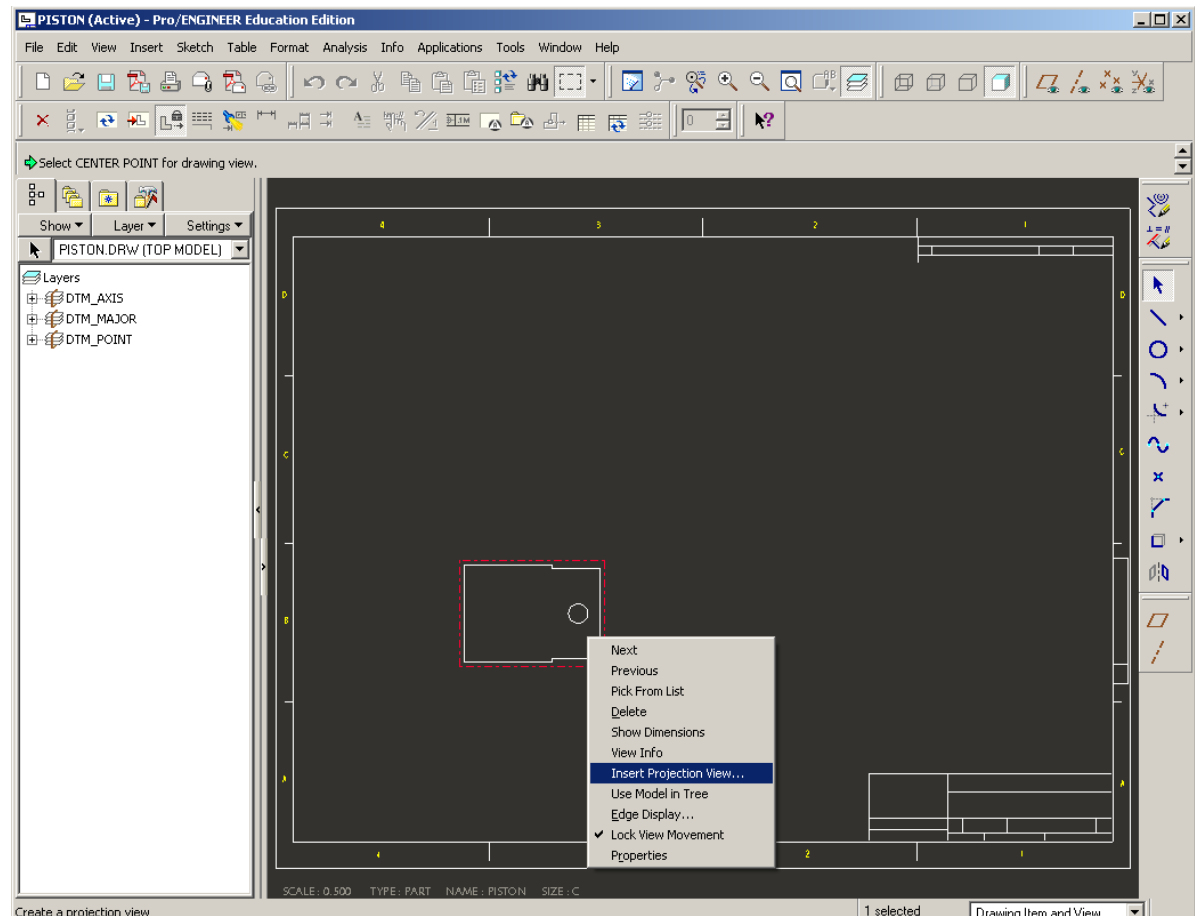 PISTON (Active) - Pro/ENGINEER Education Edition
File Edit View Insert Sketch Table Format Analysis Info Applications Tools Window Help
0
Select CENTER POINT for drawing view.
Show Layer Settings
PISTON.DRW (TOP MODEL)
Layers
DTM_AXIS
DTM_MAJOR
DTM_POINT
4 3 2 1
D D
C C
B
Next
Previous
Pick From List
Delete
Show Dimensions
View Info
Insert Projection View...
Use Model in Tree
Edge Display...
Lock View Movement
Properties
A A
4 2 1
SCALE: 0.500 TYPE: PART NAME: PISTON SIZE: C
Create a projection view
1 selected
Drawing Item and View